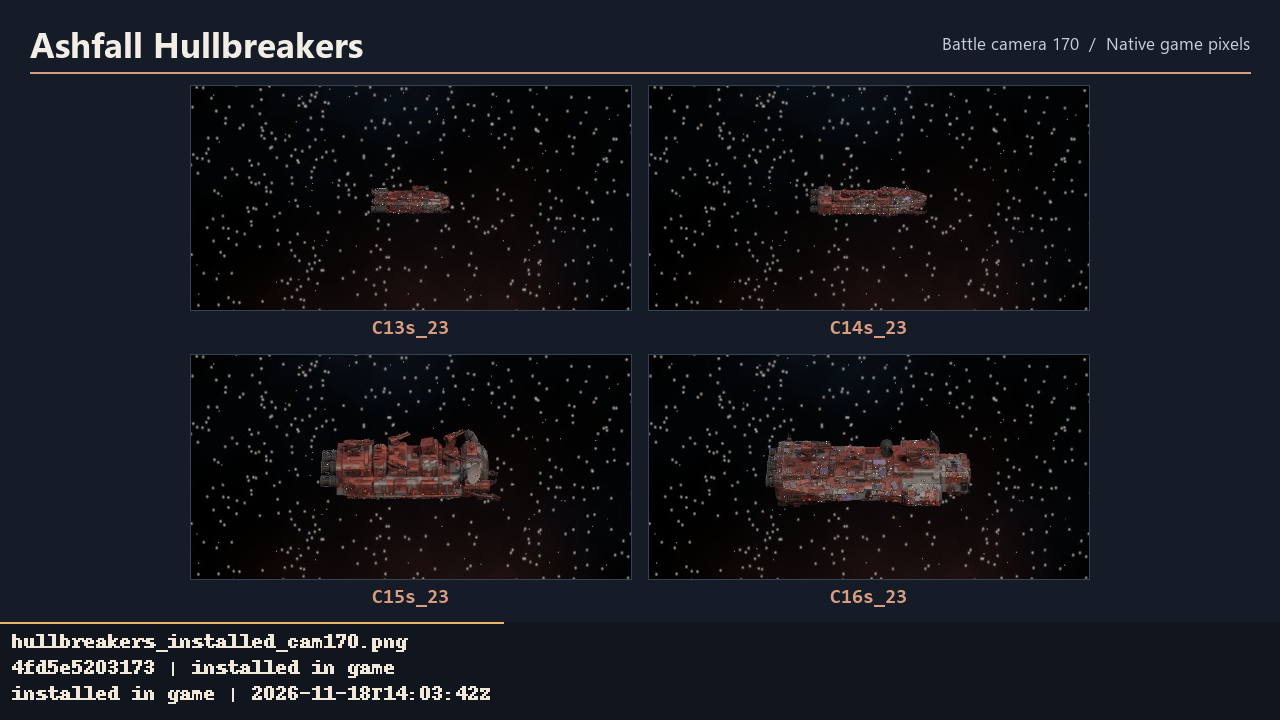 Ashfall Hullbreakers
Battle camera 170 / Native game pixels
C13s_23
C14s_23
C15s_23
C16s_23
hullbreakers_installed_cam170.png
4fd5e5203173 | installed in game
installed in game | 2026-11-18T14:03:42Z